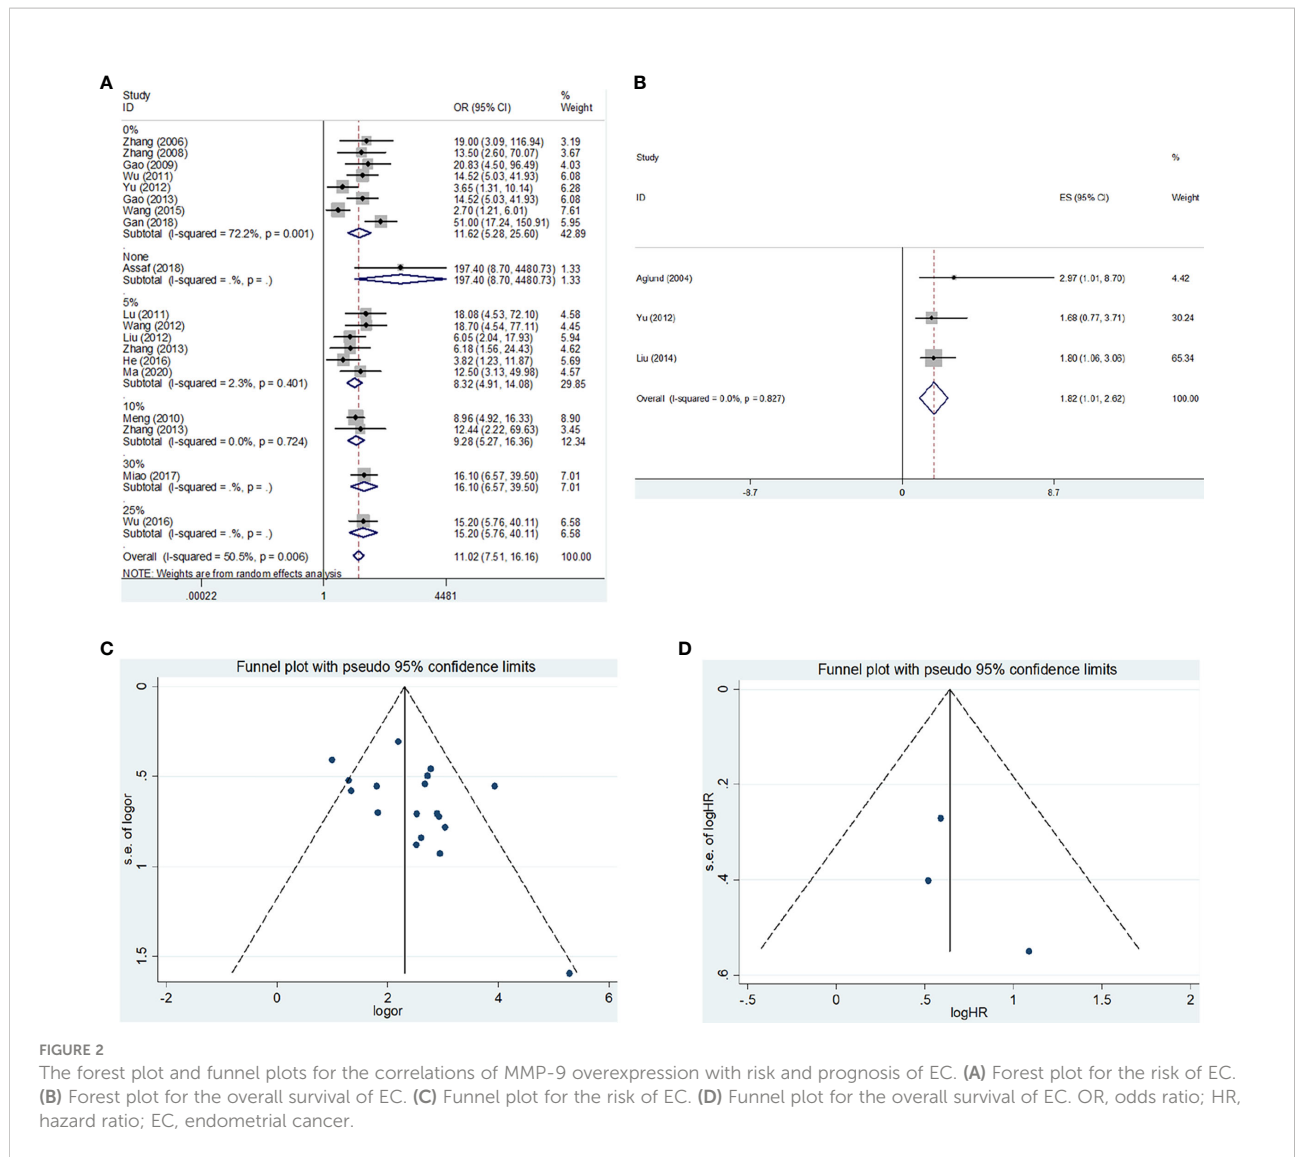 A
Study
ID
OR (95% CI)
%
Weight
0%
Zhang (2006) 19.00 (3.09, 116.94) 3.19
Zhang (2008) 13.50 (2.60, 70.07) 3.67
Gao (2009) 20.83 (4.50, 96.49) 4.03
Wu (2011) 14.52 (5.03, 41.93) 6.08
Yu (2012) 3.65 (1.31, 10.14) 6.28
Gao (2013) 14.52 (5.03, 41.93) 6.08
Wang (2015) 2.70 (1.21, 6.01) 7.61
Gan (2018) 51.00 (17.24, 150.91) 5.95
Subtotal (I-squared = 72.2%, p = 0.001) 11.62 (5.28, 25.60) 42.89
.
None
Assaf (2018) 197.40 (8.70, 4480.73) 1.33
Subtotal (I-squared = .%, p = .) 197.40 (8.70, 4480.73) 1.33
.
5%
Lu (2011) 18.08 (4.53, 72.10) 4.58
Wang (2012) 18.70 (4.54, 77.11) 4.45
Liu (2012) 6.05 (2.04, 17.93) 5.94
Zhang (2013) 6.18 (1.56, 24.43) 4.62
He (2016) 3.82 (1.23, 11.87) 5.69
Ma (2020) 12.50 (3.13, 49.98) 4.57
Subtotal (I-squared = 2.3%, p = 0.401) 8.32 (4.91, 14.08) 29.85
.
10%
Meng (2010) 8.96 (4.92, 16.33) 8.90
Zhang (2013) 12.44 (2.22, 69.63) 3.45
Subtotal (I-squared = 0.0%, p = 0.724) 9.28 (5.27, 16.36) 12.34
.
30%
Miao (2017) 16.10 (6.57, 39.50) 7.01
Subtotal (I-squared = .%, p = .) 16.10 (6.57, 39.50) 7.01
.
25%
Wu (2016) 15.20 (5.76, 40.11) 6.58
Subtotal (I-squared = .%, p = .) 15.20 (5.76, 40.11) 6.58
.
Overall (I-squared = 50.5%, p = 0.006) 11.02 (7.51, 16.16) 100.00
NOTE: Weights are from random effects analysis
.00022 1 4481
B
Study %
ID ES (95% CI) Weight
Aglund (2004) 2.97 (1.01, 8.70) 4.42
Yu (2012) 1.68 (0.77, 3.71) 30.24
Liu (2014) 1.80 (1.06, 3.06) 65.34
Overall (I-squared = 0.0%, p = 0.827) 1.82 (1.01, 2.62) 100.00
-8.7 0 8.7
C
Funnel plot with pseudo 95% confidence limits
s.e. of logor
0
.5
1
1.5
-2 0 2 4 6
logor
D
Funnel plot with pseudo 95% confidence limits
s.e. of logHR
0
.2
.4
.6
-.5 0 .5 1 1.5 2
logHR
FIGURE 2
The forest plot and funnel plots for the correlations of MMP-9 overexpression with risk and prognosis of EC. (A) Forest plot for the risk of EC.
(B) Forest plot for the overall survival of EC. (C) Funnel plot for the risk of EC. (D) Funnel plot for the overall survival of EC. OR, odds ratio; HR,
hazard ratio; EC, endometrial cancer.